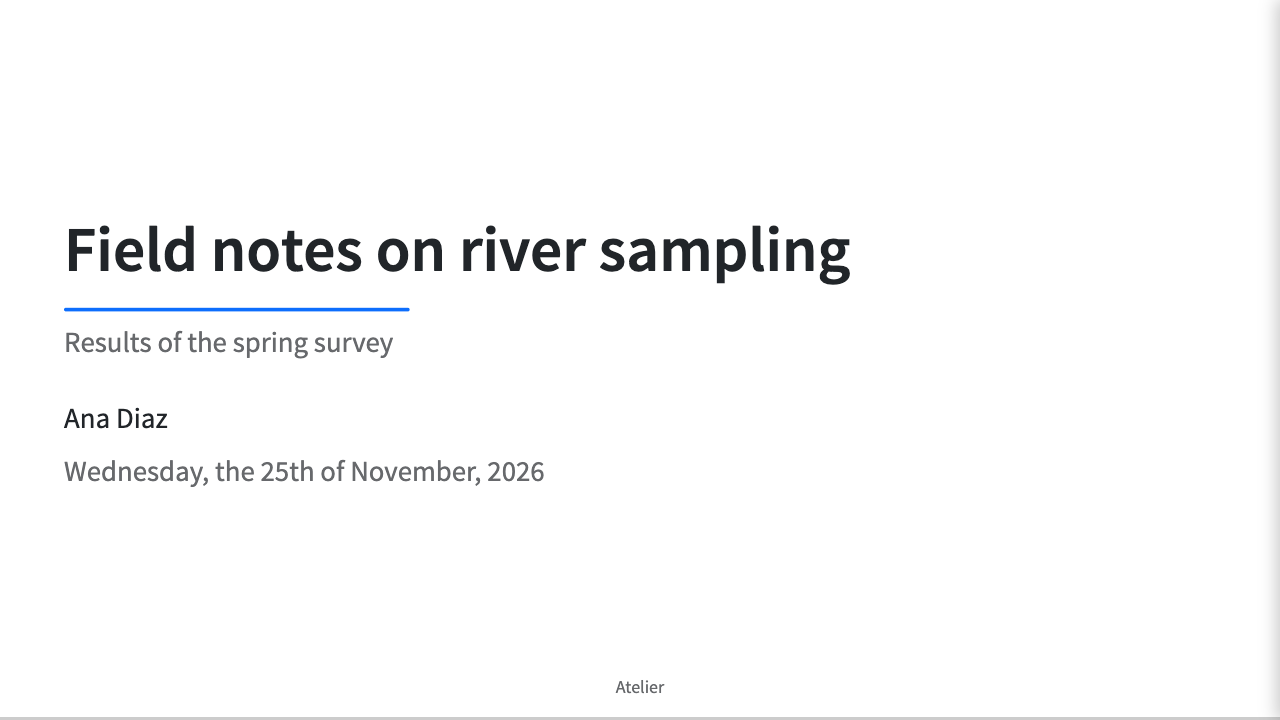 Field notes on river sampling
Results of the spring survey
Ana Diaz
Wednesday, the 25th of November, 2026
Atelier